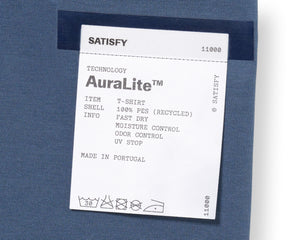 SATISFY
11000
TECHNOLOGY
AuraLite™
ITEM T-SHIRT
SHELL 100% PES (RECYCLED)
INFO FAST DRY
MOISTURE CONTROL
ODOR CONTROL
UV STOP
MADE IN PORTUGAL
30
© SATISFY
11000